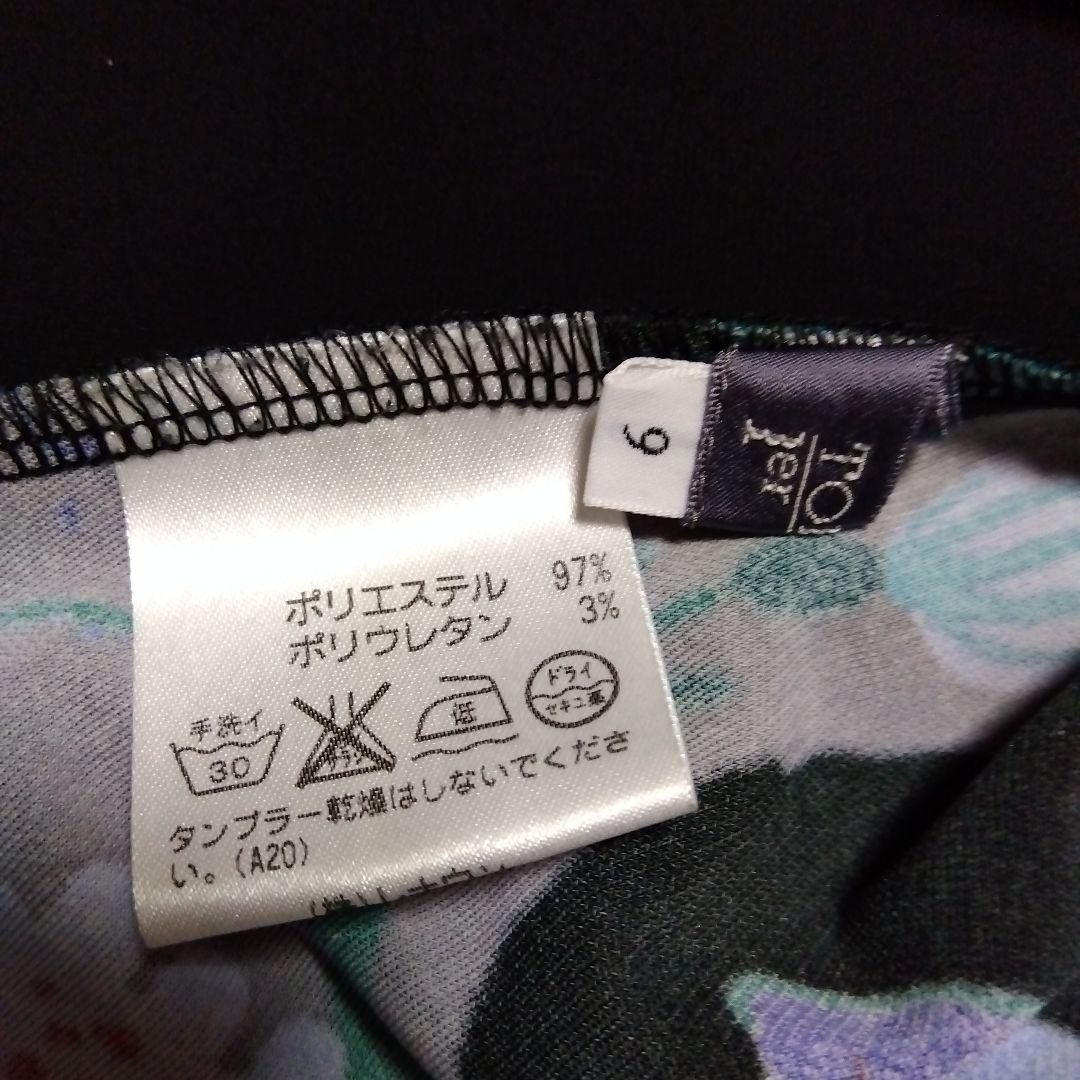 9
TO
per
ポリエステル 97%
ポリウレタン 3%
手洗イ
30
低
ドライ
セキユ系
タンブラー乾燥はしないでくださ
い。(A20)